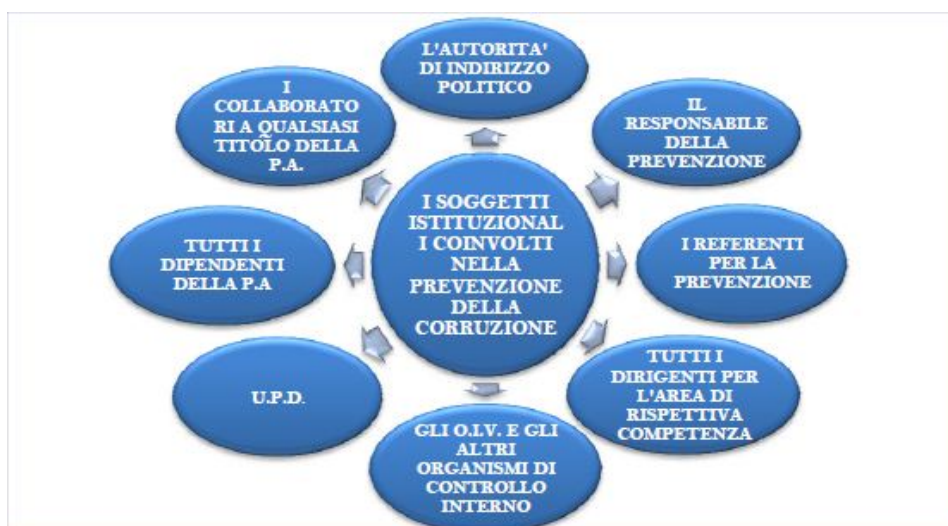 L'AUTORITA'
DI INDIRIZZO
POLITICO
IL
RESPONSABILE
DELLA
PREVENZIONE
I REFERENTI
PER LA
PREVENZIONE
TUTTI I
DIRIGENTI PER
L'AREA DI
RISPETTIVA
COMPETENZA
GLI O.I.V. E GLI
ALTRI
ORGANISMI DI
CONTROLLO
INTERNO
U.P.D.
TUTTI I
DIPENDENTI
DELLA P.A
I
COLLABORATO
RI A QUALSIASI
TITOLO DELLA
P.A.
I SOGGETTI
ISTITUZIONAL
I COINVOLTI
NELLA
PREVENZIONE
DELLA
CORRUZIONE